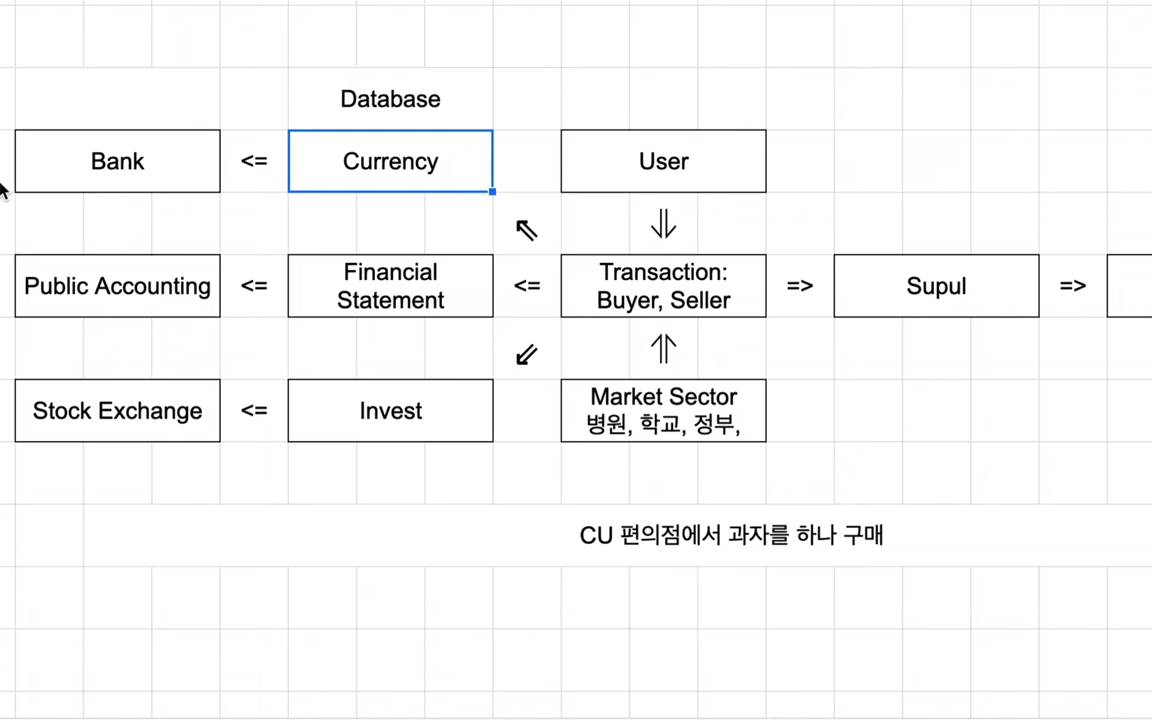 Database
Bank <= Currency User
⇖ ⇓
Public Accounting <= Financial Statement <= Transaction: Buyer, Seller => Supul =>
⇙ ⇑
Stock Exchange <= Invest Market Sector 병원, 학교, 정부,
CU 편의점에서 과자를 하나 구매